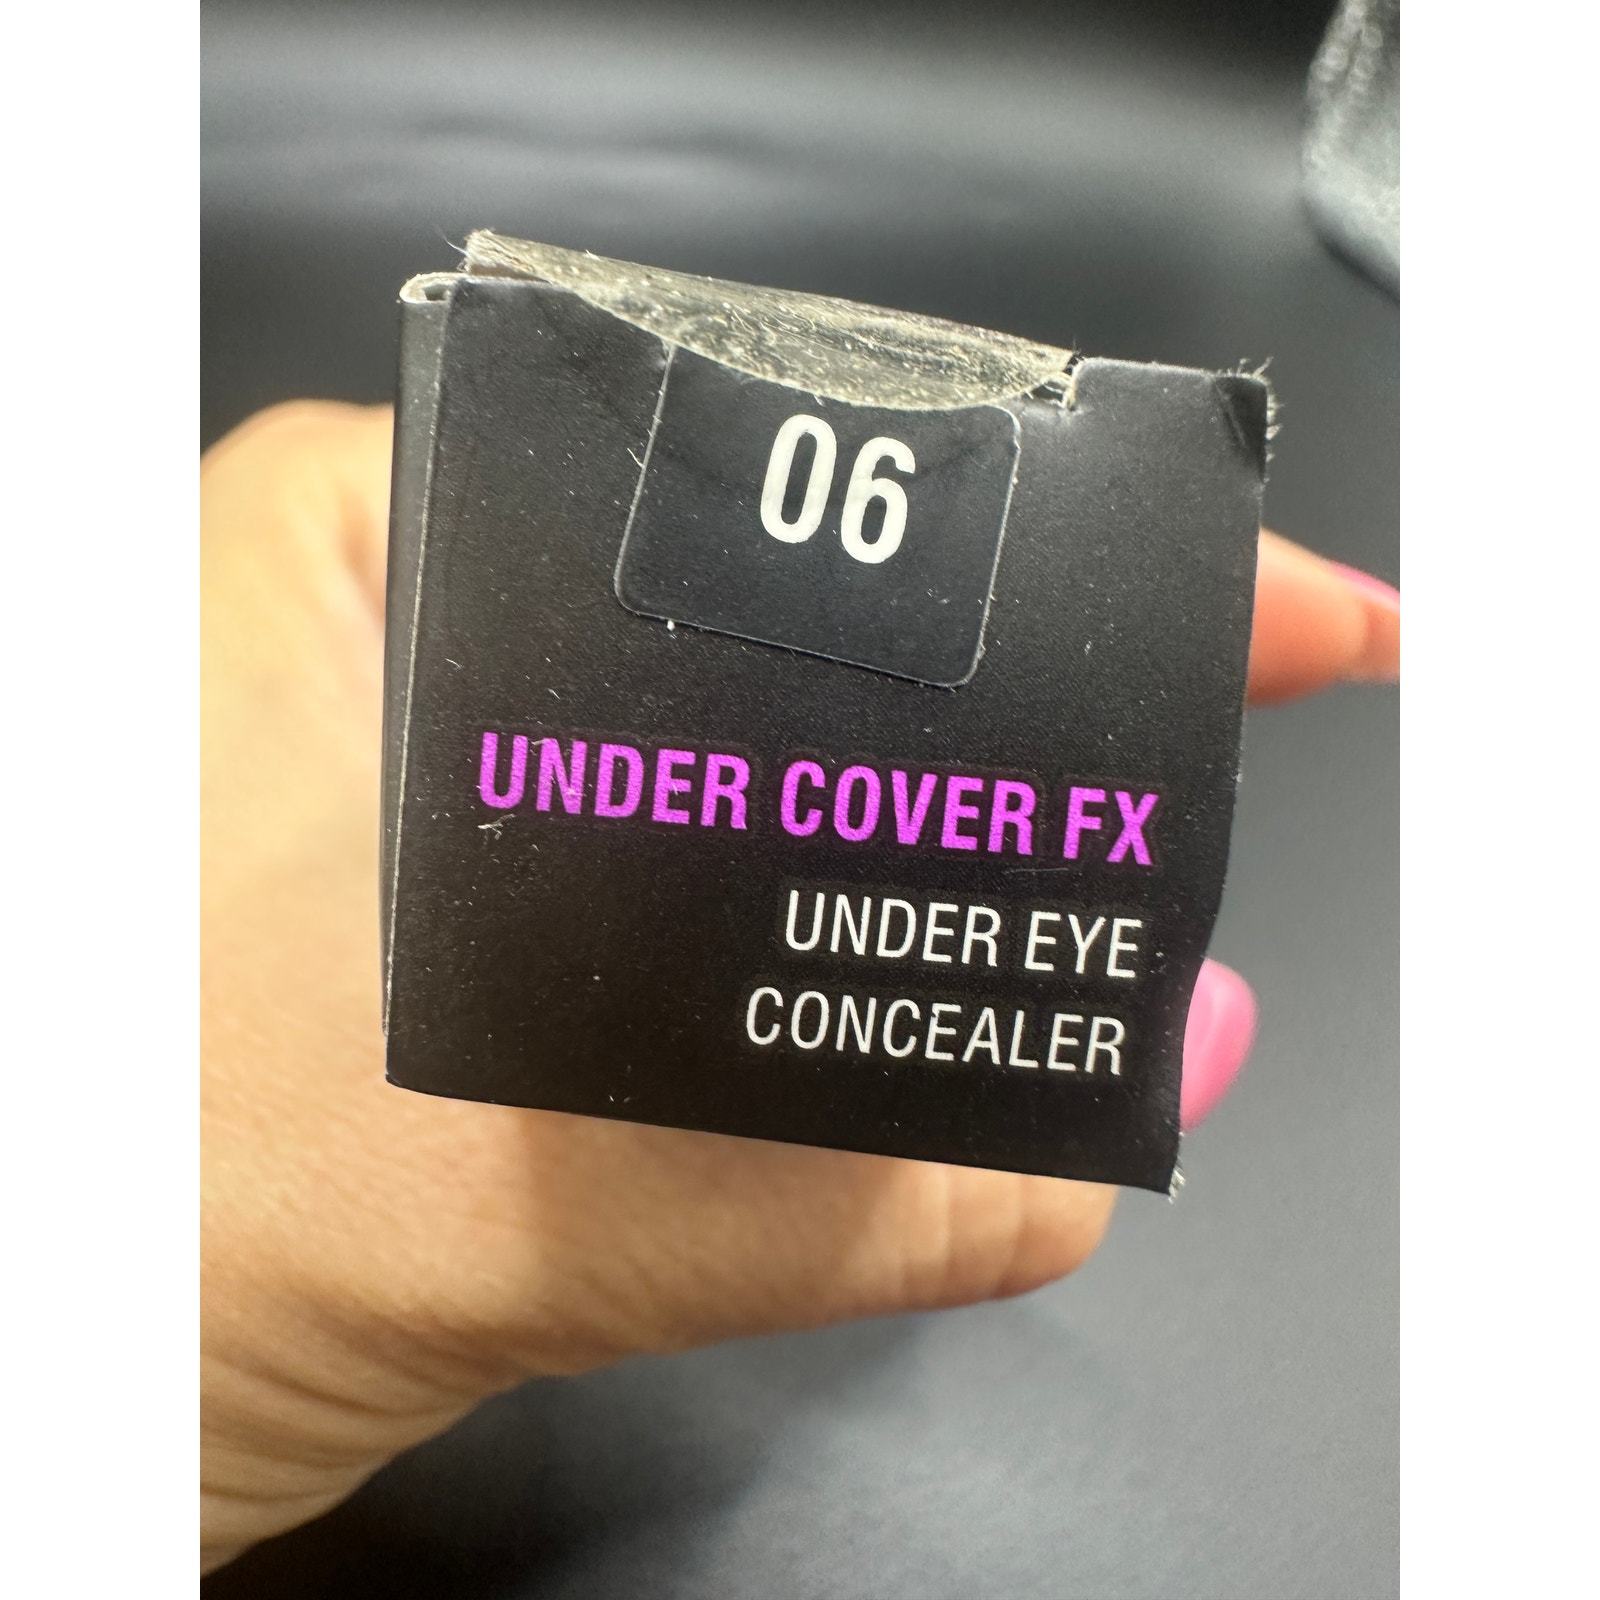 06
UNDER COVER FX
UNDER EYE
CONCEALER